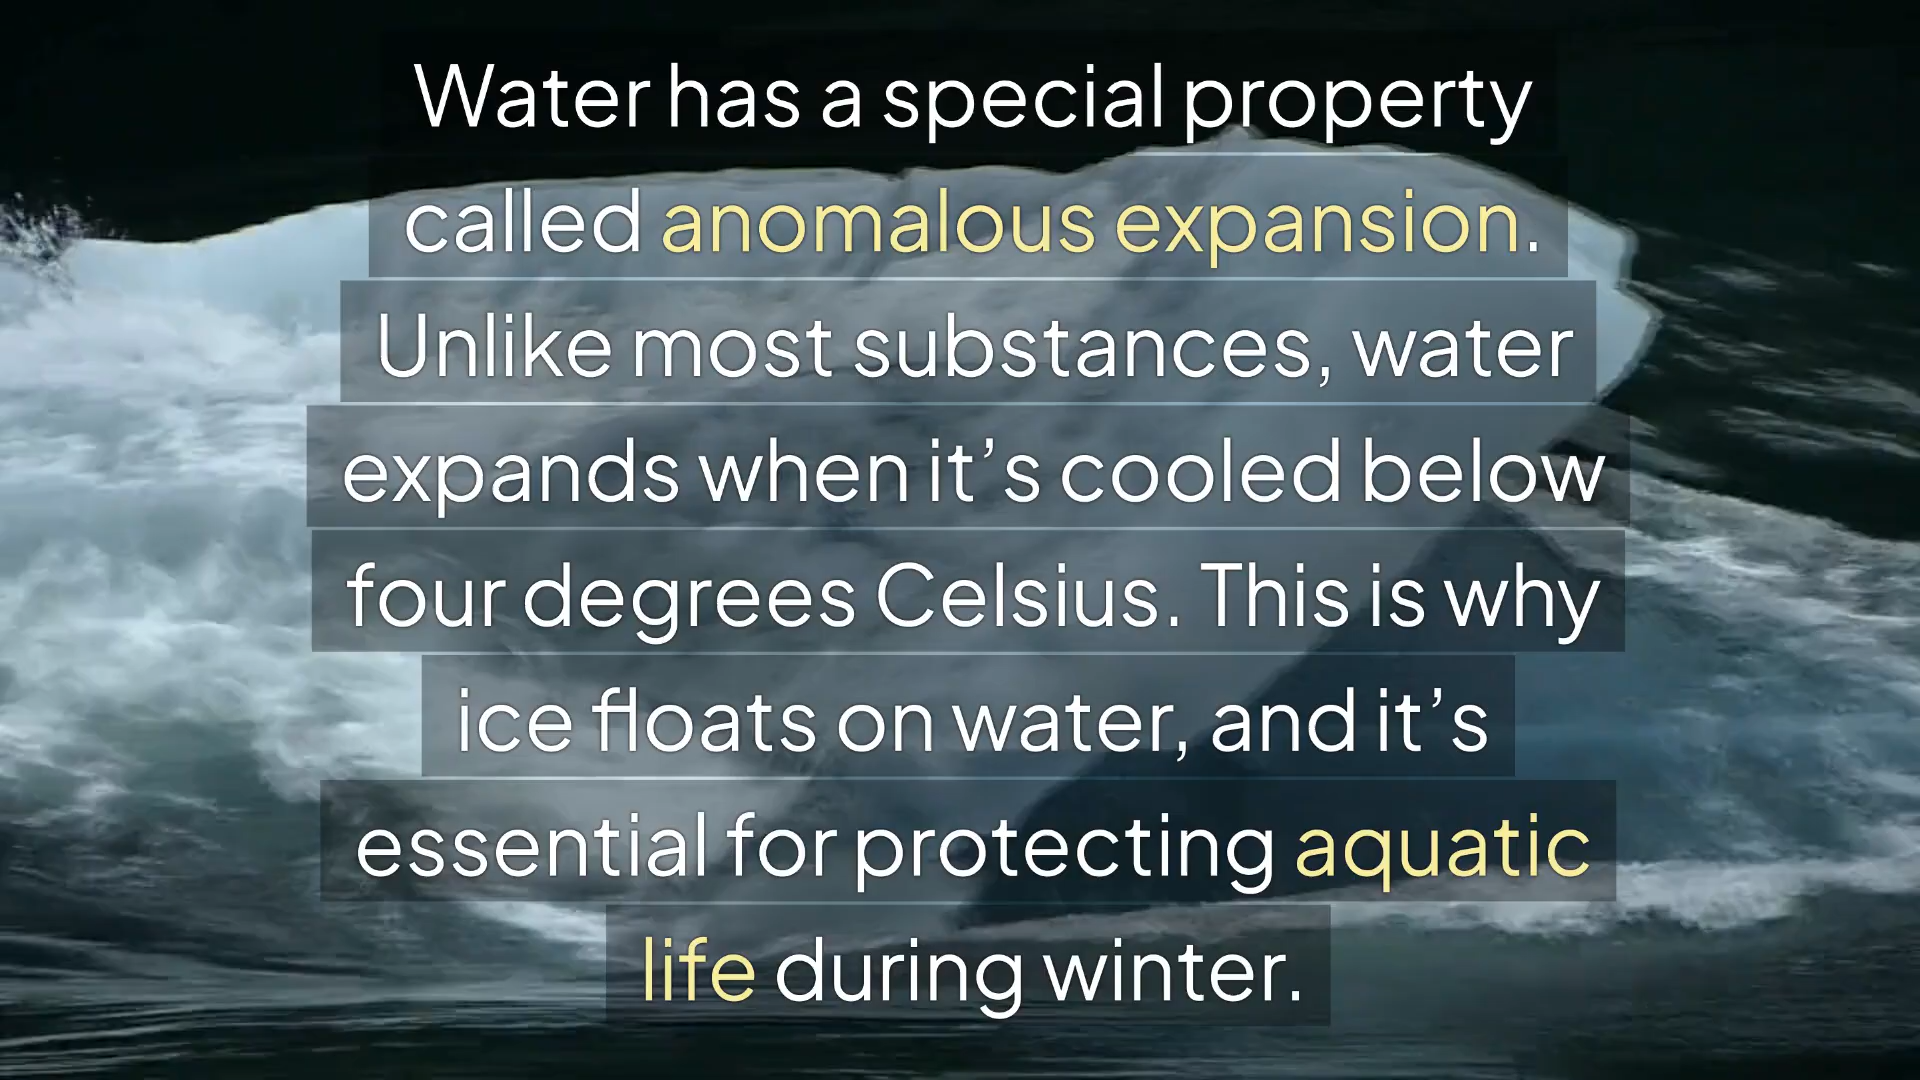 Water has a special property
called anomalous expansion.
Unlike most substances, water
expands when it’s cooled below
four degrees Celsius. This is why
ice floats on water, and it’s
essential for protecting aquatic
life during winter.